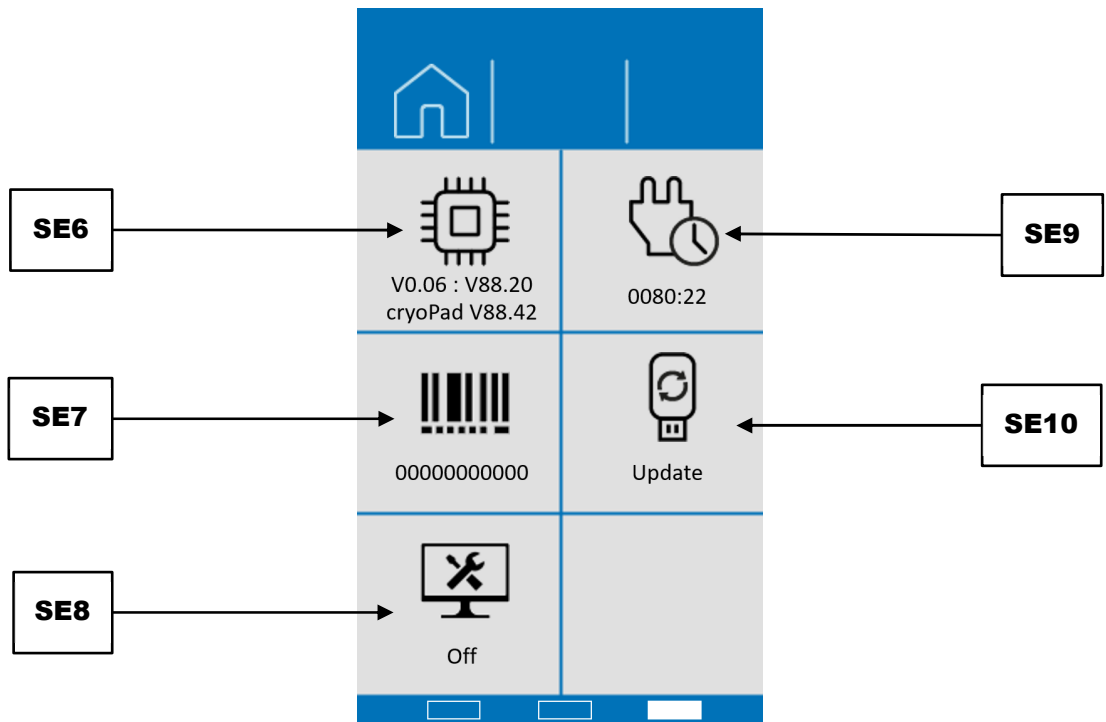 SE6
V0.06 : V88.20
cryoPad V88.42
SE9
0080:22
SE7
00000000000
SE10
Update
SE8
Off